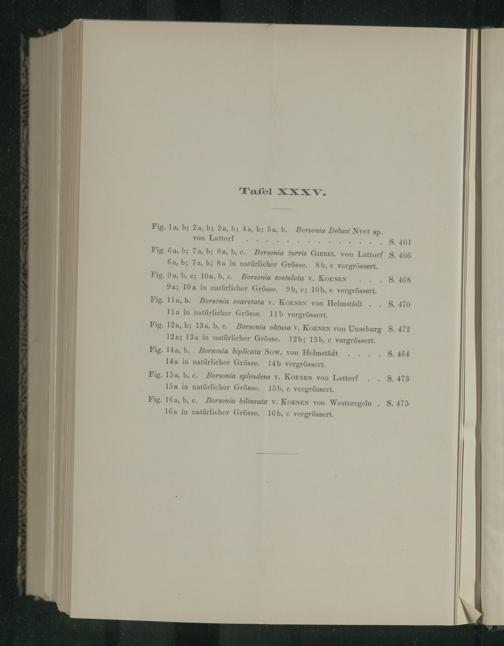 Tafel XXXV.
Fig. 1a, b; 2a, b; 3a, b; 4a, b; 5a, b. Borsonia Deluci NYST sp.
von Lattorf . . . . . . . . . . . . . . S. 461
Fig. 6a, b; 7a, b; 8a, b, c. Borsonia turris GIEBEL von Lattorf S. 466
6a, b; 7a, b; 8a in natürlicher Grösse. 8b, c vergrössert.
Fig. 9a, b, c; 10a, b, c. Borsonia costulata v. KOENEN . . . S. 468
9a; 10a in natürlicher Grösse. 9b, c; 10b, c vergrössert.
Fig. 11a, b. Borsonia coarctata v. KOENEN von Helmstädt . . S. 470
11a in natürlicher Grösse. 11b vergrössert.
Fig. 12a, b; 13a, b, c. Borsonia obtusa v. KOENEN von Unseburg S. 472
12a; 13a in natürlicher Grösse. 12b; 13b, c vergrössert.
Fig. 14a, b. Borsonia biplicata SOW. von Helmstädt . . . . S. 464
14a in natürlicher Grösse. 14b vergrössert.
Fig. 15a, b, c. Borsonia splendens v. KOENEN von Lattorf . . S. 473
15a in natürlicher Grösse. 15b, c vergrössert.
Fig. 16a, b, c. Borsonia bilineata v. KOENEN von Westeregeln . S. 475
16a in natürlicher Grösse. 16b, c vergrössert.